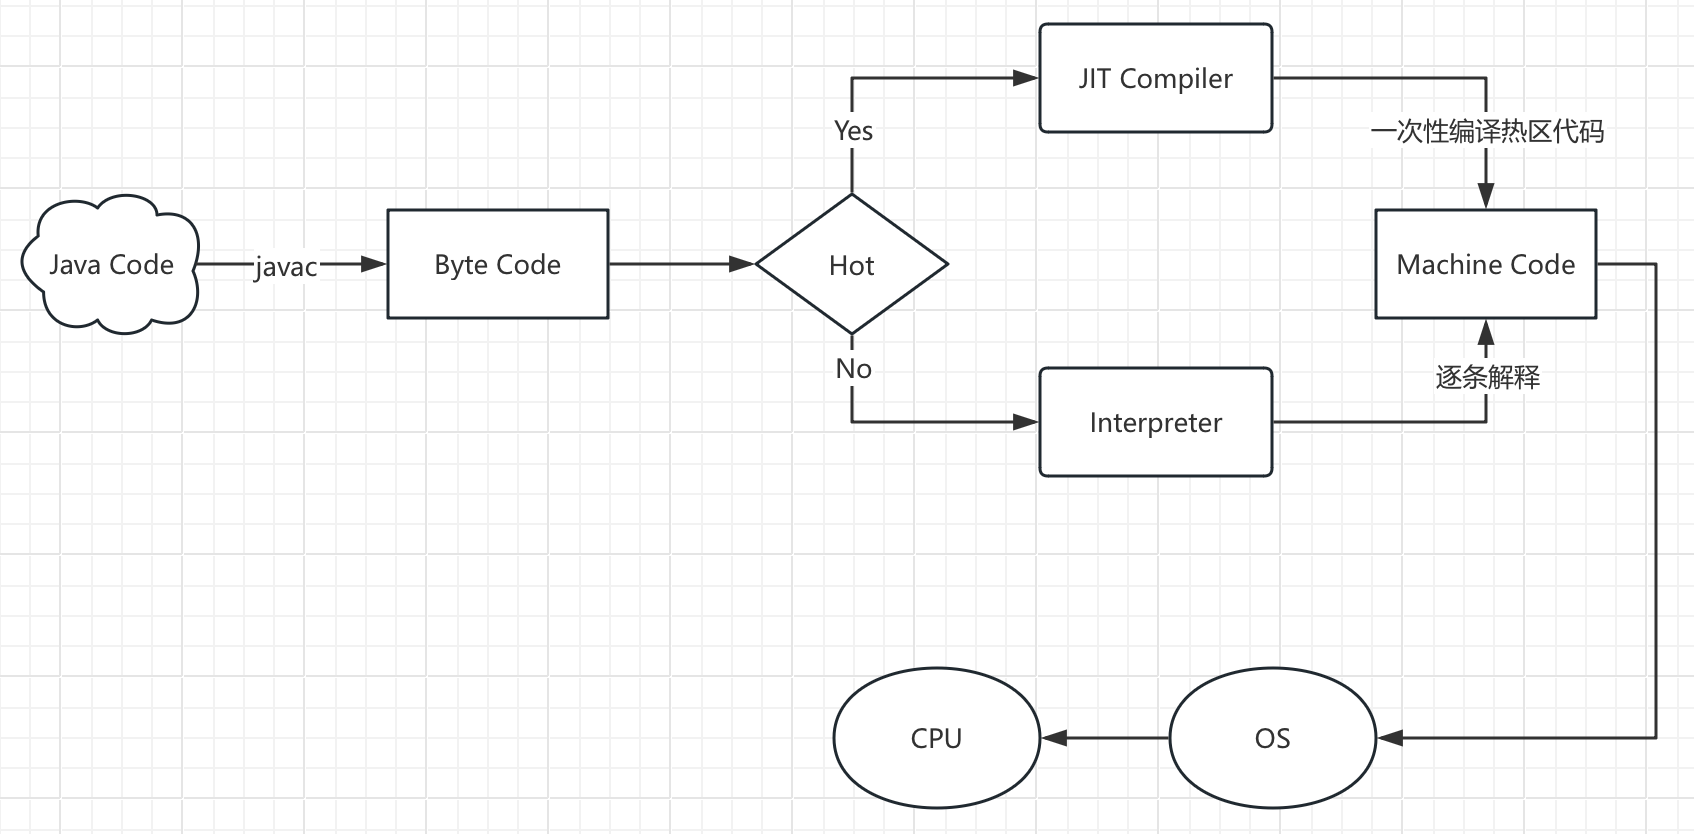 JIT Compiler
Yes
一次性编译热区代码
Java Code
javac
Byte Code
Hot
Machine Code
No
逐条解释
Interpreter
CPU
OS